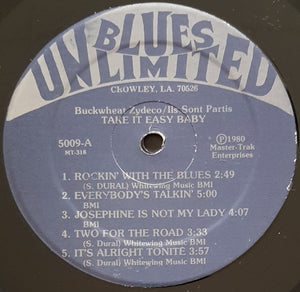 BLUES
UNLIMITED
CROWLEY, LA. 70526
Buckwheat Zydeco/Ils Sont Partis
TAKE IT EASY BABY
5009-A
MT-318
Ⓟ1980
Master-Trak
Enterprises
1. ROCKIN' WITH THE BLUES 2:49
(S. DURAL) Whitewing Music BMI
2. EVERYBODY'S TALKIN' 5:00
BMI
3. JOSEPHINE IS NOT MY LADY 4:07
BMI
4. TWO FOR THE ROAD 3:33
(S. Dural) Whitewing Music BMI
5. IT'S ALRIGHT TONITE 3:57
(S. Dural) Whitewing Music BMI